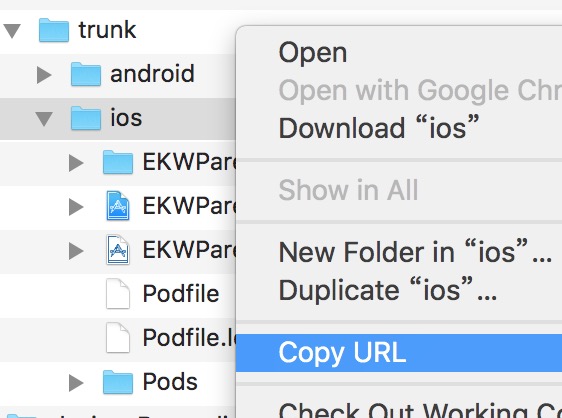 trunk
android
ios
EKWPare
EKWPare
EKWPare
Podfile
Podfile.l
Pods
Open
Open with Google Chr
Download “ios”
Show in All
New Folder in “ios”...
Duplicate “ios”...
Copy URL
Check Out Working Co